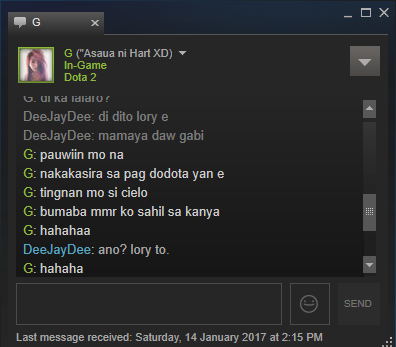 G
G ("Asaua ni Hart XD)
In-Game
Dota 2
G: di ka lalaro?
DeeJayDee: di dito lory e
DeeJayDee: mamaya daw gabi
G: pauwiin mo na
G: nakakasira sa pag dodota yan e
G: tingnan mo si cielo
G: bumaba mmr ko sahil sa kanya
G: hahahaa
DeeJayDee: ano? lory to.
G: hahaha
SEND
Last message received: Saturday, 14 January 2017 at 2:15 PM